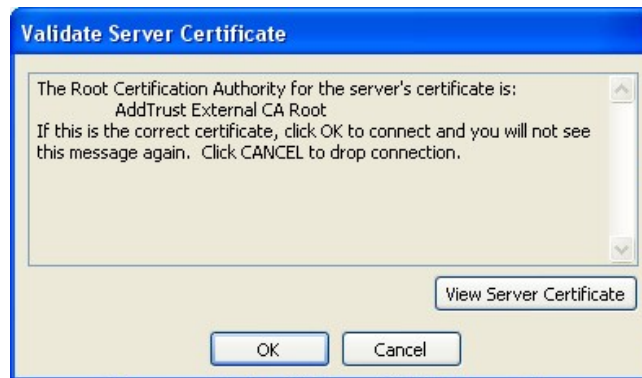 Validate Server Certificate
The Root Certification Authority for the server's certificate is:
AddTrust External CA Root
If this is the correct certificate, click OK to connect and you will not see
this message again.  Click CANCEL to drop connection.
View Server Certificate
OK
Cancel